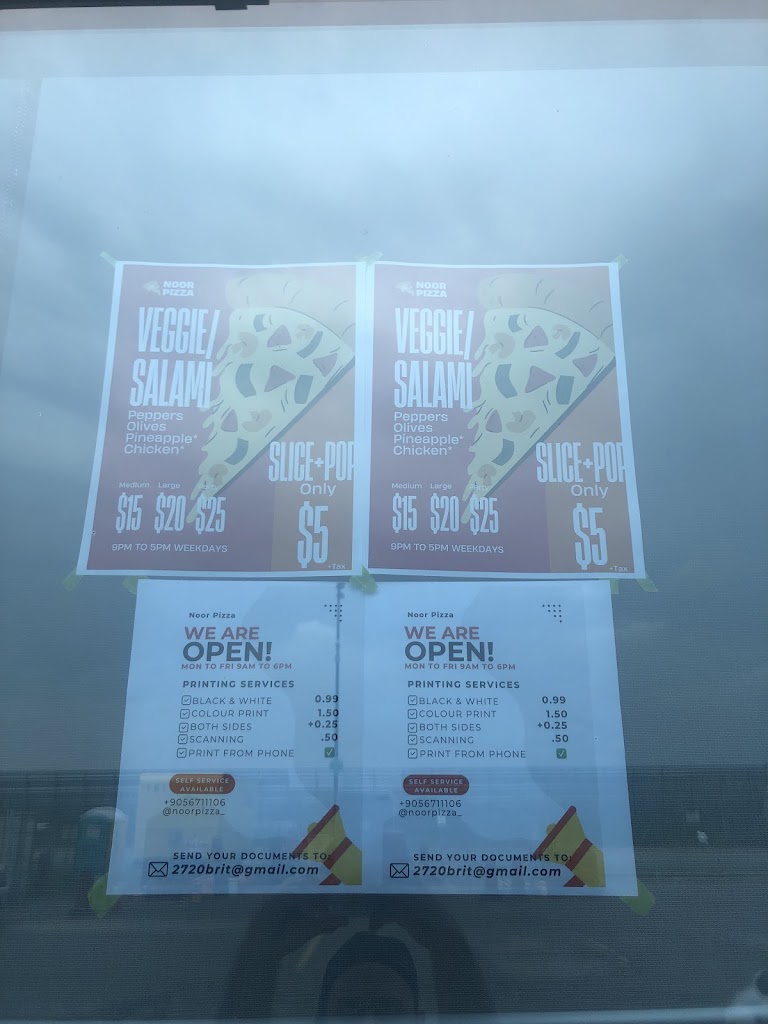 NOOR
PIZZA
VEGGIE/
SALAMI
Peppers
Olives
Pineapple*
Chicken*
Medium Large
$15 $20 $25
SLICE+POP
Only
$5
+Tax
9PM TO 5PM WEEKDAYS
NOOR
PIZZA
VEGGIE/
SALAMI
Peppers
Olives
Pineapple*
Chicken*
Medium Large
$15 $20 $25
SLICE+POP
Only
$5
+Tax
9PM TO 5PM WEEKDAYS
Noor Pizza
WE ARE
OPEN!
MON TO FRI 9AM TO 6PM
PRINTING SERVICES
BLACK & WHITE 0.99
COLOUR PRINT 1.50
BOTH SIDES +0.25
SCANNING .50
PRINT FROM PHONE
SELF SERVICE
AVAILABLE
+9056711106
@noorpizza_
SEND YOUR DOCUMENTS TO:
2720brit@gmail.com
Noor Pizza
WE ARE
OPEN!
MON TO FRI 9AM TO 6PM
PRINTING SERVICES
BLACK & WHITE 0.99
COLOUR PRINT 1.50
BOTH SIDES +0.25
SCANNING .50
PRINT FROM PHONE
SELF SERVICE
AVAILABLE
+9056711106
@noorpizza_
SEND YOUR DOCUMENTS TO:
2720brit@gmail.com